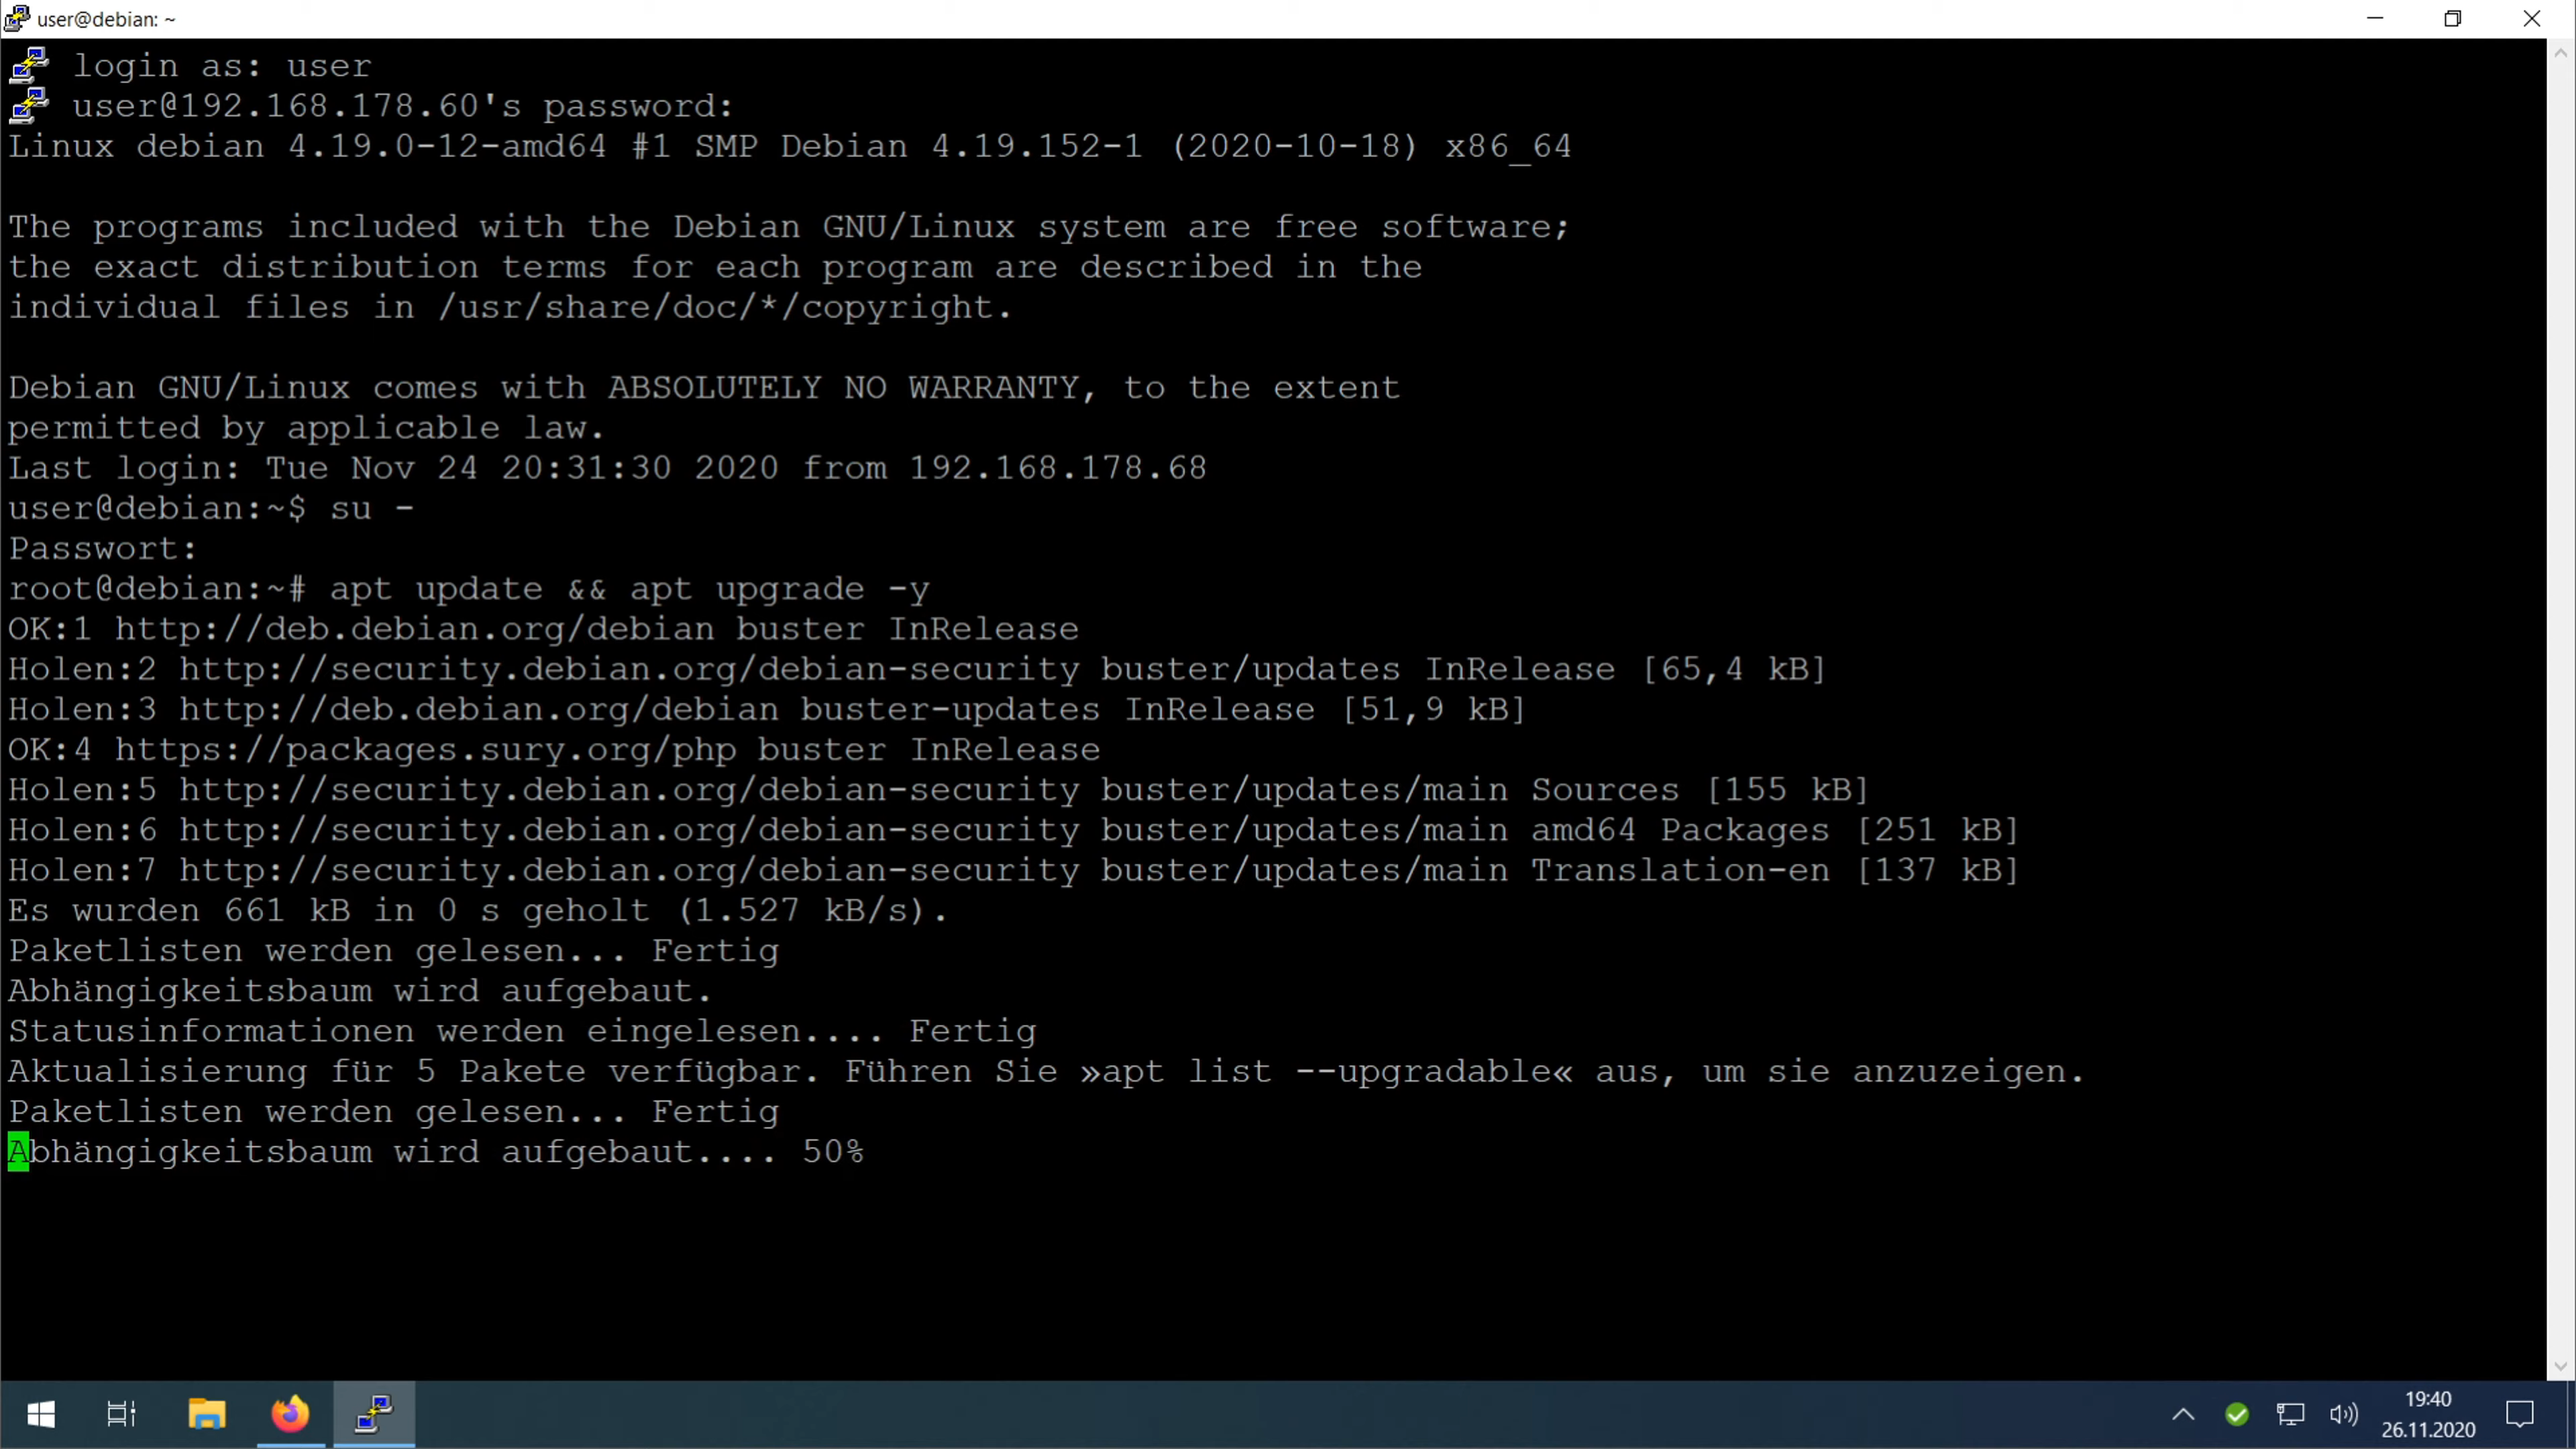 user@debian: ~
login as: user
user@192.168.178.60's password:
Linux debian 4.19.0-12-amd64 #1 SMP Debian 4.19.152-1 (2020-10-18) x86_64
The programs included with the Debian GNU/Linux system are free software;
the exact distribution terms for each program are described in the
individual files in /usr/share/doc/*/copyright.
Debian GNU/Linux comes with ABSOLUTELY NO WARRANTY, to the extent
permitted by applicable law.
Last login: Tue Nov 24 20:31:30 2020 from 192.168.178.68
user@debian:~$ su -
Passwort:
root@debian:~# apt update && apt upgrade -y
OK:1 http://deb.debian.org/debian buster InRelease
Holen:2 http://security.debian.org/debian-security buster/updates InRelease [65,4 kB]
Holen:3 http://deb.debian.org/debian buster-updates InRelease [51,9 kB]
OK:4 https://packages.sury.org/php buster InRelease
Holen:5 http://security.debian.org/debian-security buster/updates/main Sources [155 kB]
Holen:6 http://security.debian.org/debian-security buster/updates/main amd64 Packages [251 kB]
Holen:7 http://security.debian.org/debian-security buster/updates/main Translation-en [137 kB]
Es wurden 661 kB in 0 s geholt (1.527 kB/s).
Paketlisten werden gelesen... Fertig
Abhängigkeitsbaum wird aufgebaut.
Statusinformationen werden eingelesen.... Fertig
Aktualisierung für 5 Pakete verfügbar. Führen Sie »apt list --upgradable« aus, um sie anzuzeigen.
Paketlisten werden gelesen... Fertig
Abhängigkeitsbaum wird aufgebaut.... 50%
19:40
26.11.2020